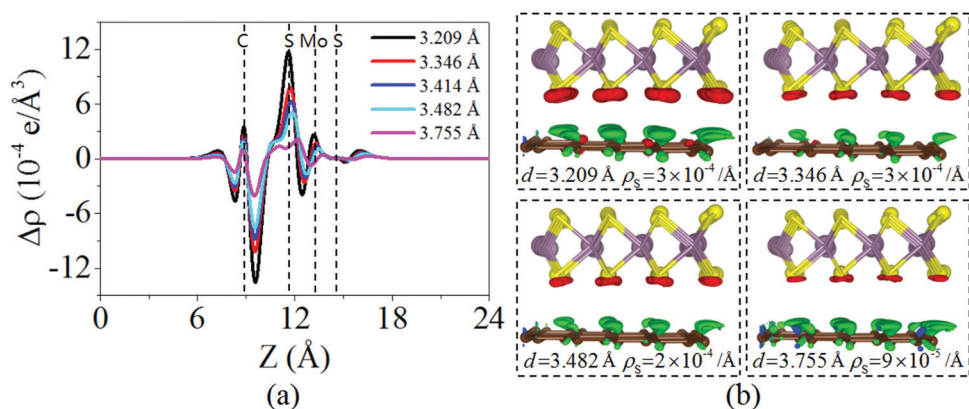 C S Mo S
12
6
0
-6
-12
Δρ (10⁻⁴ e/Å³)
3.209 Å
3.346 Å
3.414 Å
3.482 Å
3.755 Å
0 6 12 18 24
Z (Å)
(a)
d=3.209 Å ρs=3×10⁻⁴/Å
d=3.346 Å ρs=3×10⁻⁴/Å
d=3.482 Å ρs=2×10⁻⁴/Å
d=3.755 Å ρs=9×10⁻⁵/Å
(b)